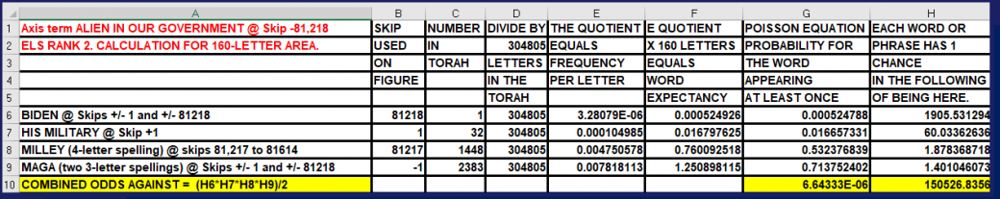 A B C D E F G H
1 Axis term ALIEN IN OUR GOVERNMENT @ Skip -81,218 SKIP NUMBER DIVIDE BY THE QUOTIENT E QUOTIENT POISSON EQUATION EACH WORD OR
2 ELS RANK 2. CALCULATION FOR 160-LETTER AREA. USED IN 304805 EQUALS X 160 LETTERS PROBABILITY FOR PHRASE HAS 1
3 ON TORAH LETTERS FREQUENCY EQUALS THE WORD CHANCE
4 FIGURE IN THE PER LETTER WORD APPEARING IN THE FOLLOWING
5 TORAH EXPECTANCY AT LEAST ONCE OF BEING HERE.
6 BIDEN @ Skips +/- 1 and +/- 81218 81218 1 304805 3.28079E-06 0.000524926 0.000524788 1905.531294
7 HIS MILITARY @ Skip +1 1 32 304805 0.000104985 0.016797625 0.016657331 60.03362636
8 MILLEY (4-letter spelling) @ skips 81,217 to 81614 81217 1448 304805 0.004750578 0.760092518 0.532376839 1.878368718
9 MAGA (two 3-letter spellings) @ Skips +/- 1 and +/- 81218 -1 2383 304805 0.007818113 1.250898115 0.713752402 1.401046073
10 COMBINED ODDS AGAINST = (H6*H7*H8*H9)/2 6.64333E-06 150526.8356